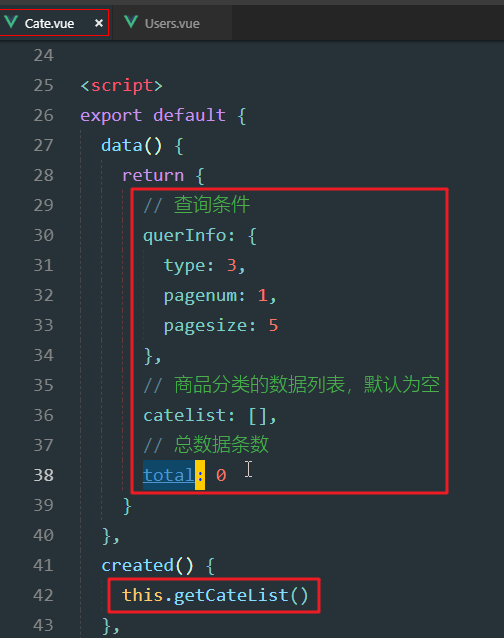 Cate.vue × Users.vue
24
25 <script>
26 export default {
27 data() {
28 return {
29 // 查询条件
30 querInfo: {
31 type: 3,
32 pagenum: 1,
33 pagesize: 5
34 },
35 // 商品分类的数据列表，默认为空
36 catelist: [],
37 // 总数据条数
38 total: 0
39 }
40 },
41 created() {
42 this.getCateList()
43 },